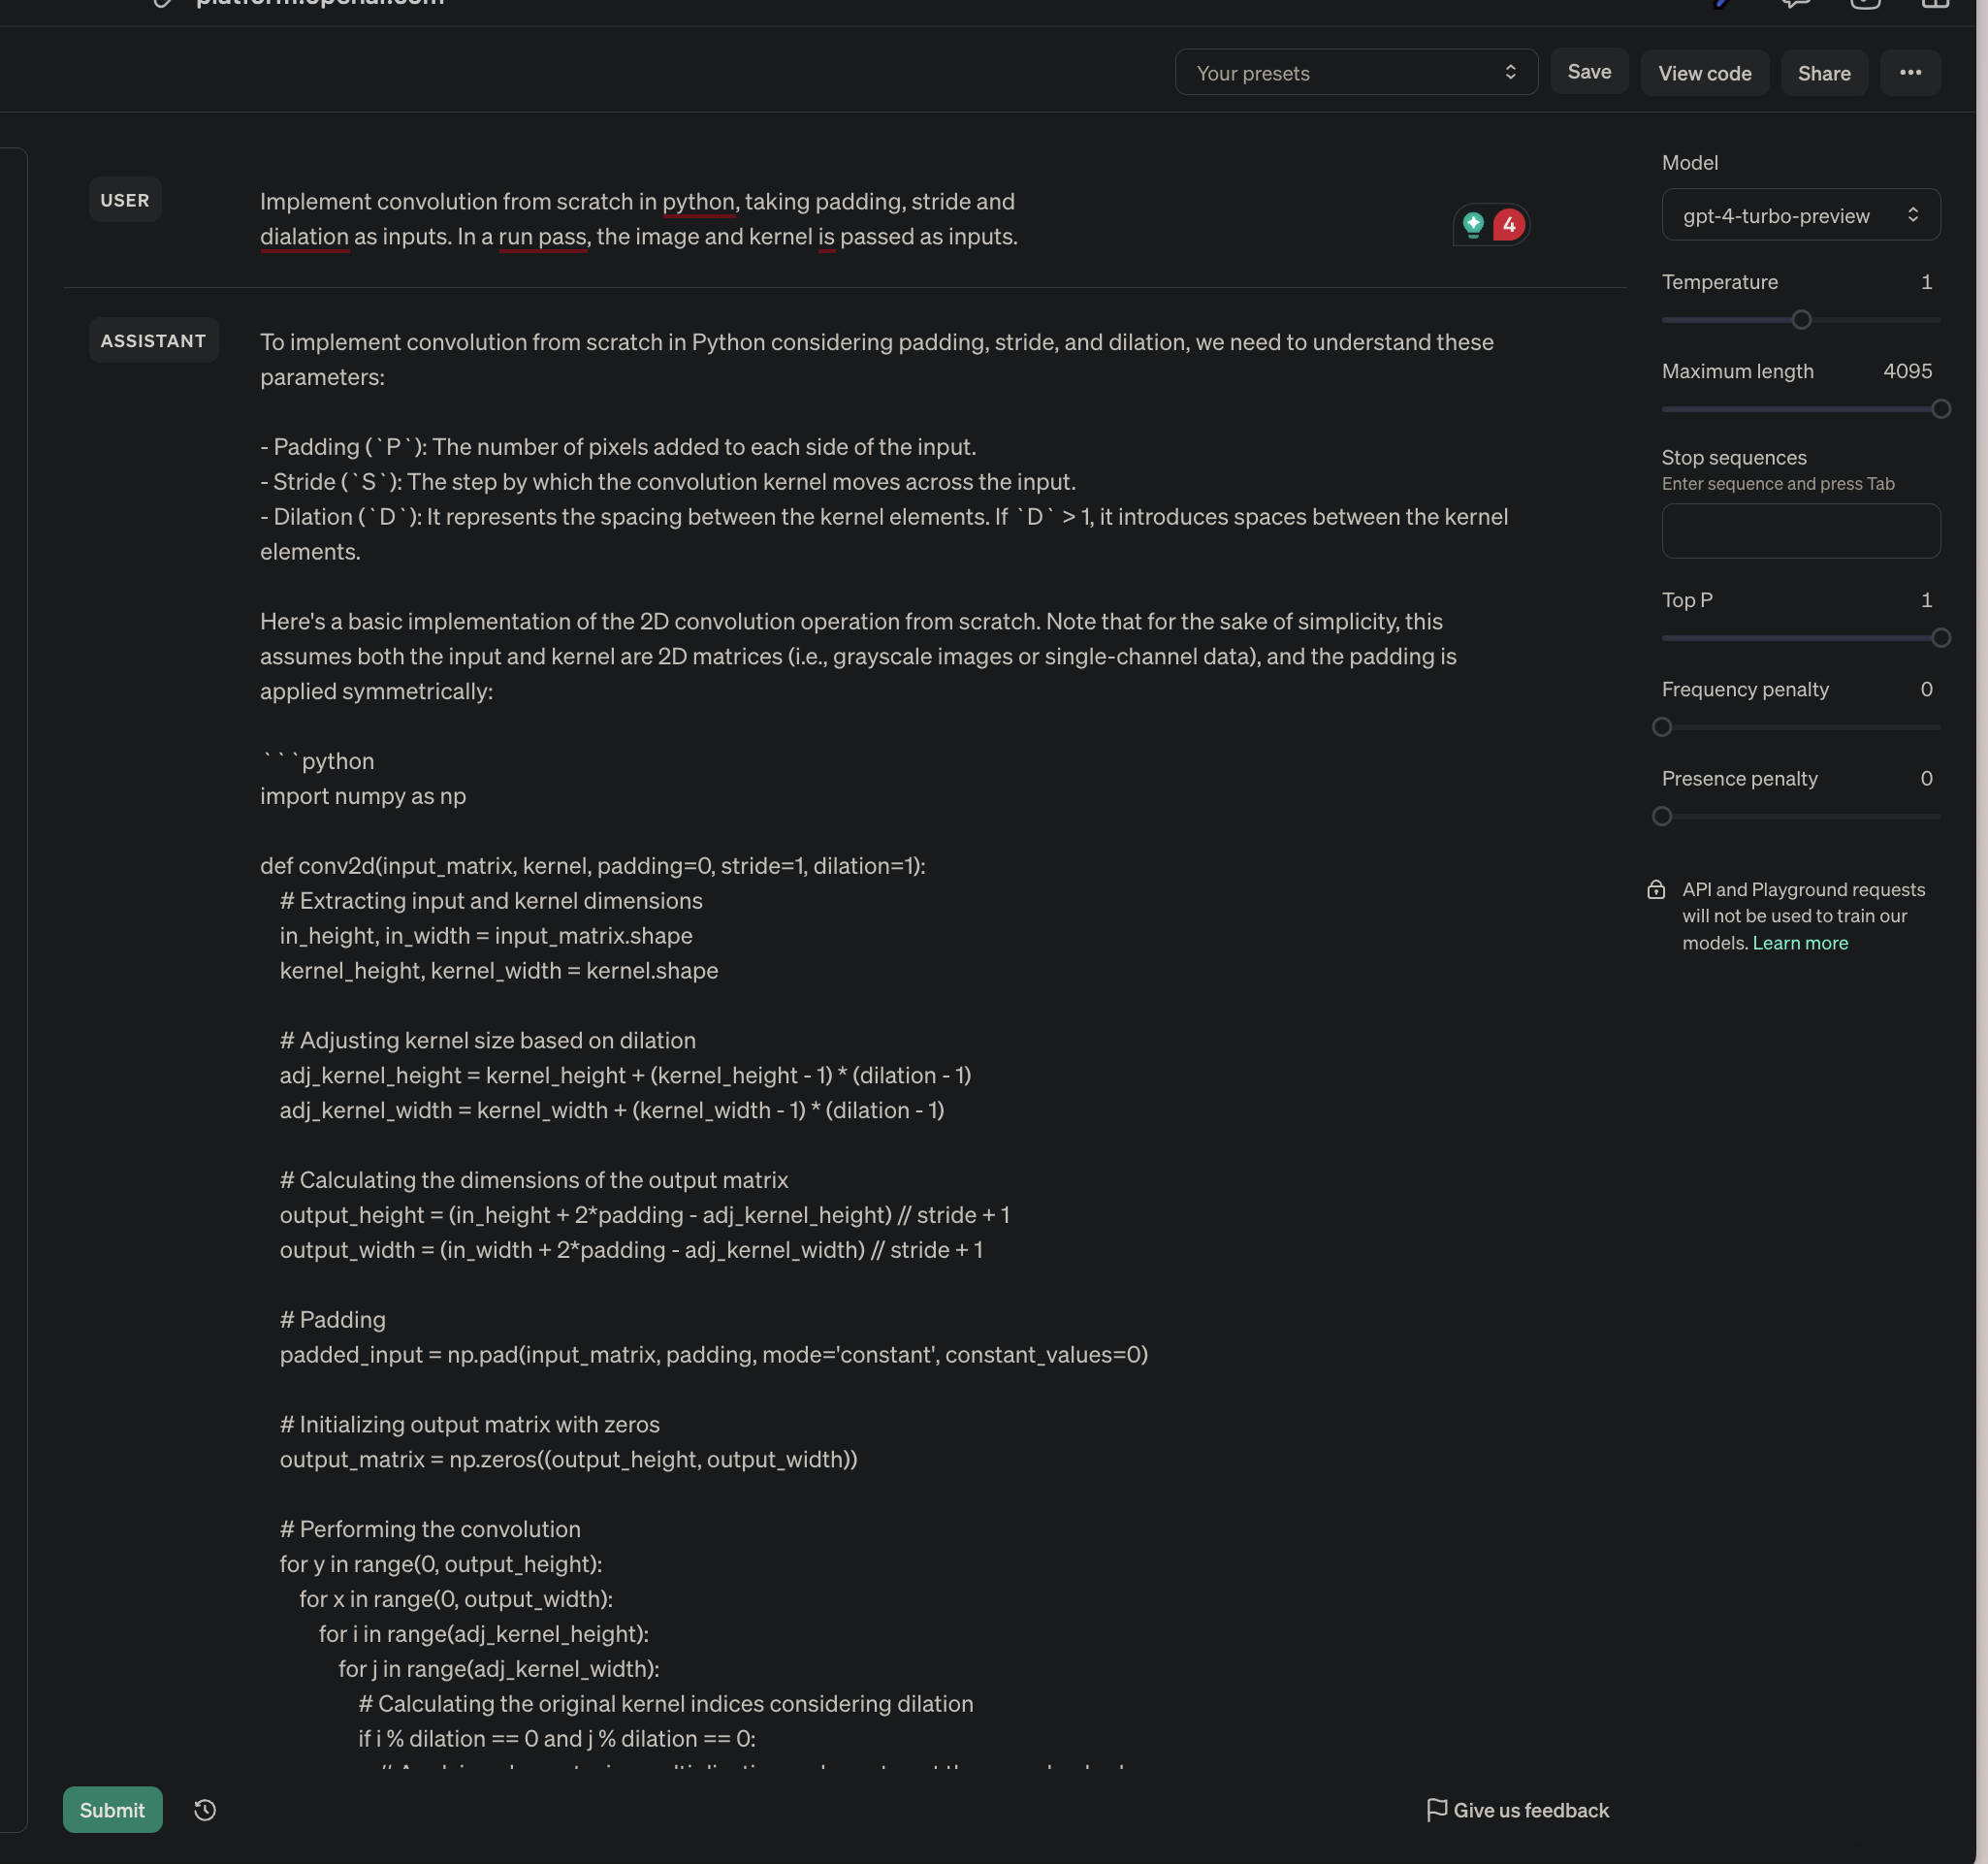 platform.openai.com
Your presets
Save
View code
Share
USER
Implement convolution from scratch in python, taking padding, stride and
dialation as inputs. In a run pass, the image and kernel is passed as inputs.
4
ASSISTANT
To implement convolution from scratch in Python considering padding, stride, and dilation, we need to understand these
parameters:
- Padding (`P`): The number of pixels added to each side of the input.
- Stride (`S`): The step by which the convolution kernel moves across the input.
- Dilation (`D`): It represents the spacing between the kernel elements. If `D` > 1, it introduces spaces between the kernel
elements.
Here's a basic implementation of the 2D convolution operation from scratch. Note that for the sake of simplicity, this
assumes both the input and kernel are 2D matrices (i.e., grayscale images or single-channel data), and the padding is
applied symmetrically:
```python
import numpy as np
def conv2d(input_matrix, kernel, padding=0, stride=1, dilation=1):
# Extracting input and kernel dimensions
in_height, in_width = input_matrix.shape
kernel_height, kernel_width = kernel.shape
# Adjusting kernel size based on dilation
adj_kernel_height = kernel_height + (kernel_height - 1) * (dilation - 1)
adj_kernel_width = kernel_width + (kernel_width - 1) * (dilation - 1)
# Calculating the dimensions of the output matrix
output_height = (in_height + 2*padding - adj_kernel_height) // stride + 1
output_width = (in_width + 2*padding - adj_kernel_width) // stride + 1
# Padding
padded_input = np.pad(input_matrix, padding, mode='constant', constant_values=0)
# Initializing output matrix with zeros
output_matrix = np.zeros((output_height, output_width))
# Performing the convolution
for y in range(0, output_height):
for x in range(0, output_width):
for i in range(adj_kernel_height):
for j in range(adj_kernel_width):
# Calculating the original kernel indices considering dilation
if i % dilation == 0 and j % dilation == 0:
Submit
Give us feedback
Model
gpt-4-turbo-preview
Temperature 1
Maximum length 4095
Stop sequences
Enter sequence and press Tab
Top P 1
Frequency penalty 0
Presence penalty 0
API and Playground requests
will not be used to train our
models. Learn more